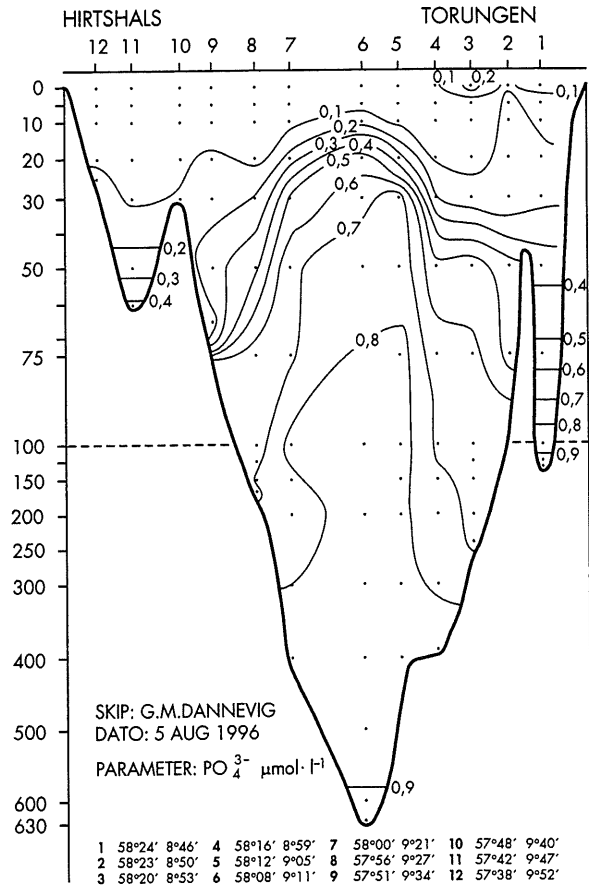 HIRTSHALS TORUNGEN
12 11 10 9 8 7 6 5 4 3 2 1
0,1 0,2
0 0,1
10 0,1
0,2
20 0,3 0,4
0,5
30 0,6
0,7
0,2
50 0,3 0,4
0,4
0,5
75 0,8 0,6
0,7
0,8
100 0,9
150
200
250
300
400
SKIP: G.M.DANNEVIG
500 DATO: 5 AUG 1996
PARAMETER: PO₄³⁻ µmol·l⁻¹
0,9
600
630
1 58°24′ 8°46′ 4 58°16′ 8°59′ 7 58°00′ 9°21′ 10 57°48′ 9°40′
2 58°23′ 8°50′ 5 58°12′ 9°05′ 8 57°56′ 9°27′ 11 57°42′ 9°47′
3 58°20′ 8°53′ 6 58°08′ 9°11′ 9 57°51′ 9°34′ 12 57°38′ 9°52′